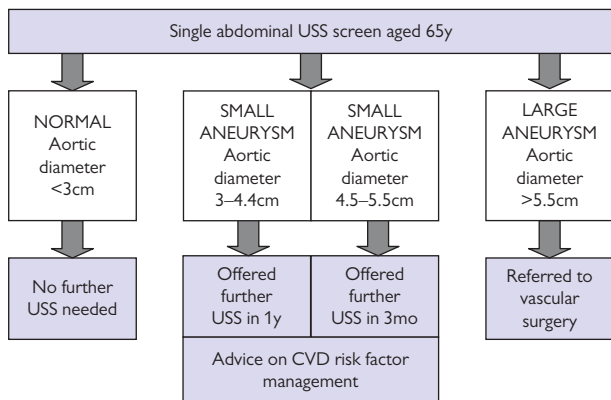 Single abdominal USS screen aged 65y
NORMAL
Aortic
diameter
<3cm
SMALL
ANEURYSM
Aortic
diameter
3–4.4cm
SMALL
ANEURYSM
Aortic
diameter
4.5–5.5cm
LARGE
ANEURYSM
Aortic
diameter
>5.5cm
No further
USS needed
Offered
further
USS in 1y
Offered
further
USS in 3mo
Referred to
vascular
surgery
Advice on CVD risk factor
management